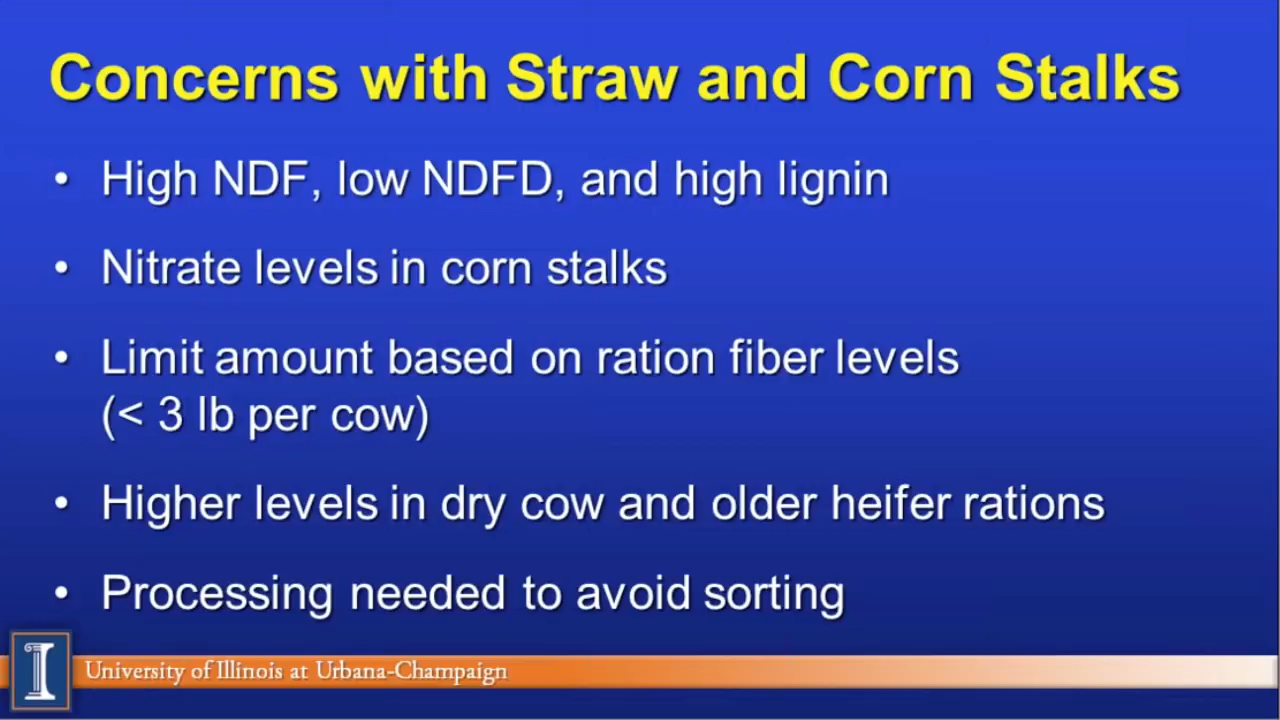 Concerns with Straw and Corn Stalks
• High NDF, low NDFD, and high lignin
• Nitrate levels in corn stalks
• Limit amount based on ration fiber levels
(< 3 lb per cow)
• Higher levels in dry cow and older heifer rations
• Processing needed to avoid sorting
I
University of Illinois at Urbana-Champaign